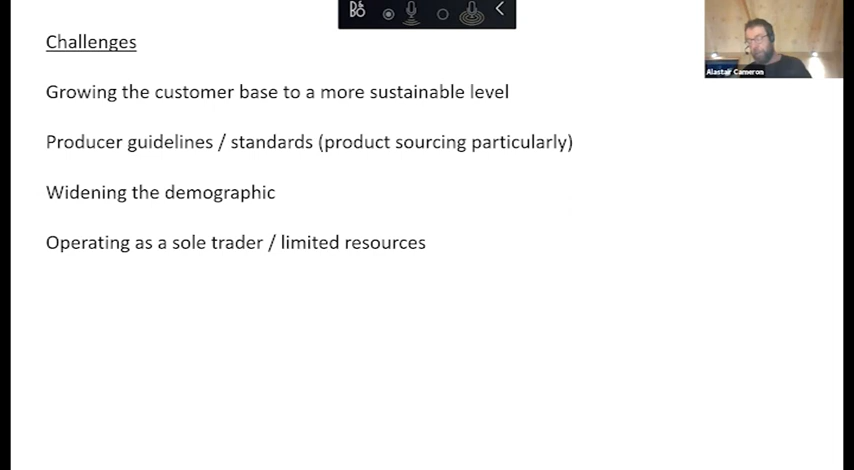 Challenges
Growing the customer base to a more sustainable level
Producer guidelines / standards (product sourcing particularly)
Widening the demographic
Operating as a sole trader / limited resources
B&O
Alastair Cameron